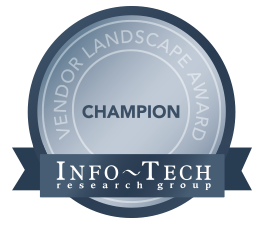 VENDOR LANDSCAPE AWARD
CHAMPION
INFO~TECH
research group